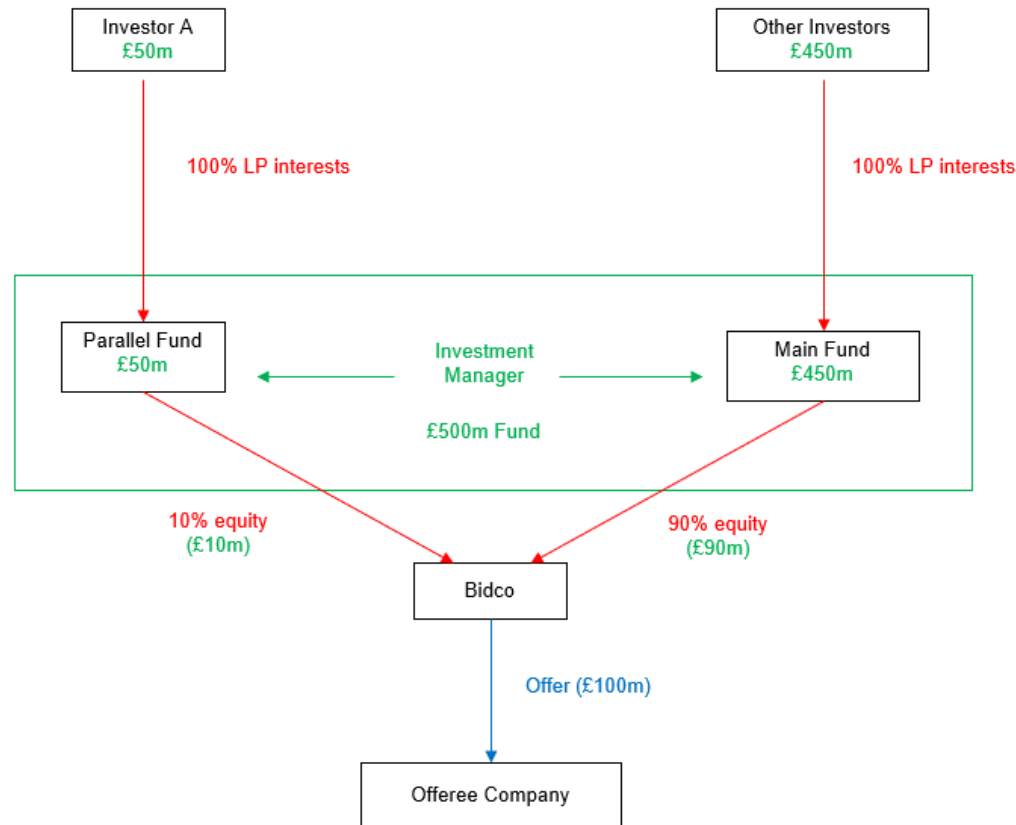 Investor A
£50m
Other Investors
£450m
100% LP interests
100% LP interests
Parallel Fund
£50m
Investment
Manager
£500m Fund
Main Fund
£450m
10% equity
(£10m)
90% equity
(£90m)
Bidco
Offer (£100m)
Offeree Company